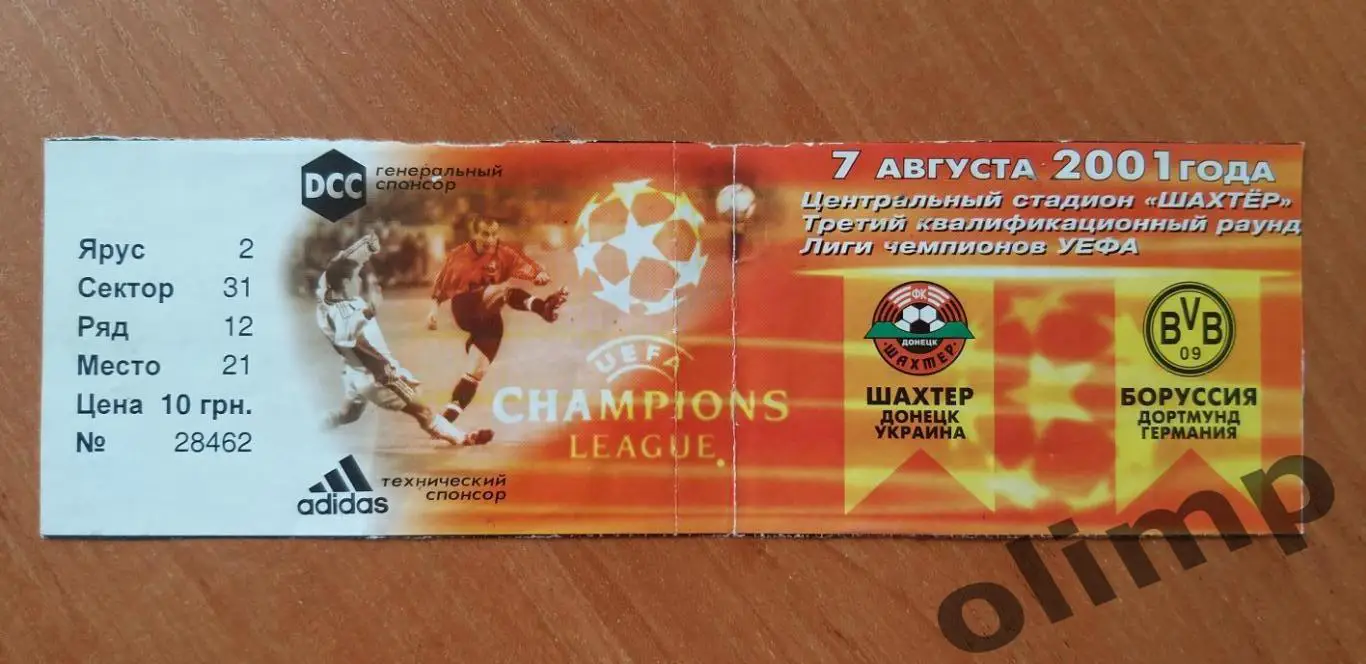 DCC
генеральный
спонсор
Ярус 2
Сектор 31
Ряд 12
Место 21
Цена 10 грн.
№ 28462
adidas
технический
спонсор
UEFA
CHAMPIONS
LEAGUE
7 АВГУСТА 2001 ГОДА
Центральный стадион «ШАХТЁР»
Третий квалификационный раунд
Лиги чемпионов УЕФА
ФК
ДОНЕЦК
ШАХТЕР
ШАХТЕР
ДОНЕЦК
УКРАИНА
BVB
09
БОРУССИЯ
ДОРТМУНД
ГЕРМАНИЯ
olimp